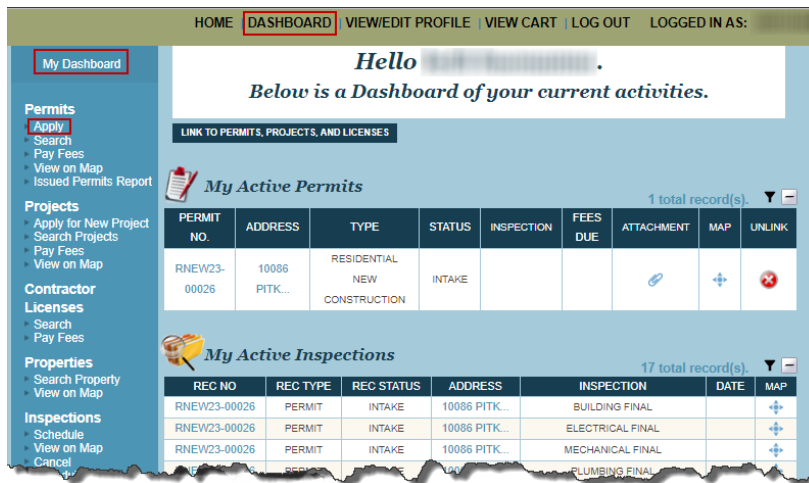 HOME | DASHBOARD | VIEW/EDIT PROFILE | VIEW CART | LOG OUT LOGGED IN AS:
My Dashboard
Hello .
Below is a Dashboard of your current activities.
LINK TO PERMITS, PROJECTS, AND LICENSES
Permits
Apply
Search
Pay Fees
View on Map
Issued Permits Report
Projects
Apply for New Project
Search Projects
Pay Fees
View on Map
Contractor
Licenses
Search
Pay Fees
Properties
Search Property
View on Map
Inspections
Schedule
View on Map
Cancel
My Active Permits
1 total record(s).
PERMIT NO. ADDRESS TYPE STATUS INSPECTION FEES DUE ATTACHMENT MAP UNLINK
RNEW23-00026 10086 PITK... RESIDENTIAL NEW CONSTRUCTION INTAKE
My Active Inspections
17 total record(s).
REC NO REC TYPE REC STATUS ADDRESS INSPECTION DATE MAP
RNEW23-00026 PERMIT INTAKE 10086 PITK... BUILDING FINAL
RNEW23-00026 PERMIT INTAKE 10086 PITK... ELECTRICAL FINAL
RNEW23-00026 PERMIT INTAKE 10086 PITK... MECHANICAL FINAL
PLUMBING FINAL